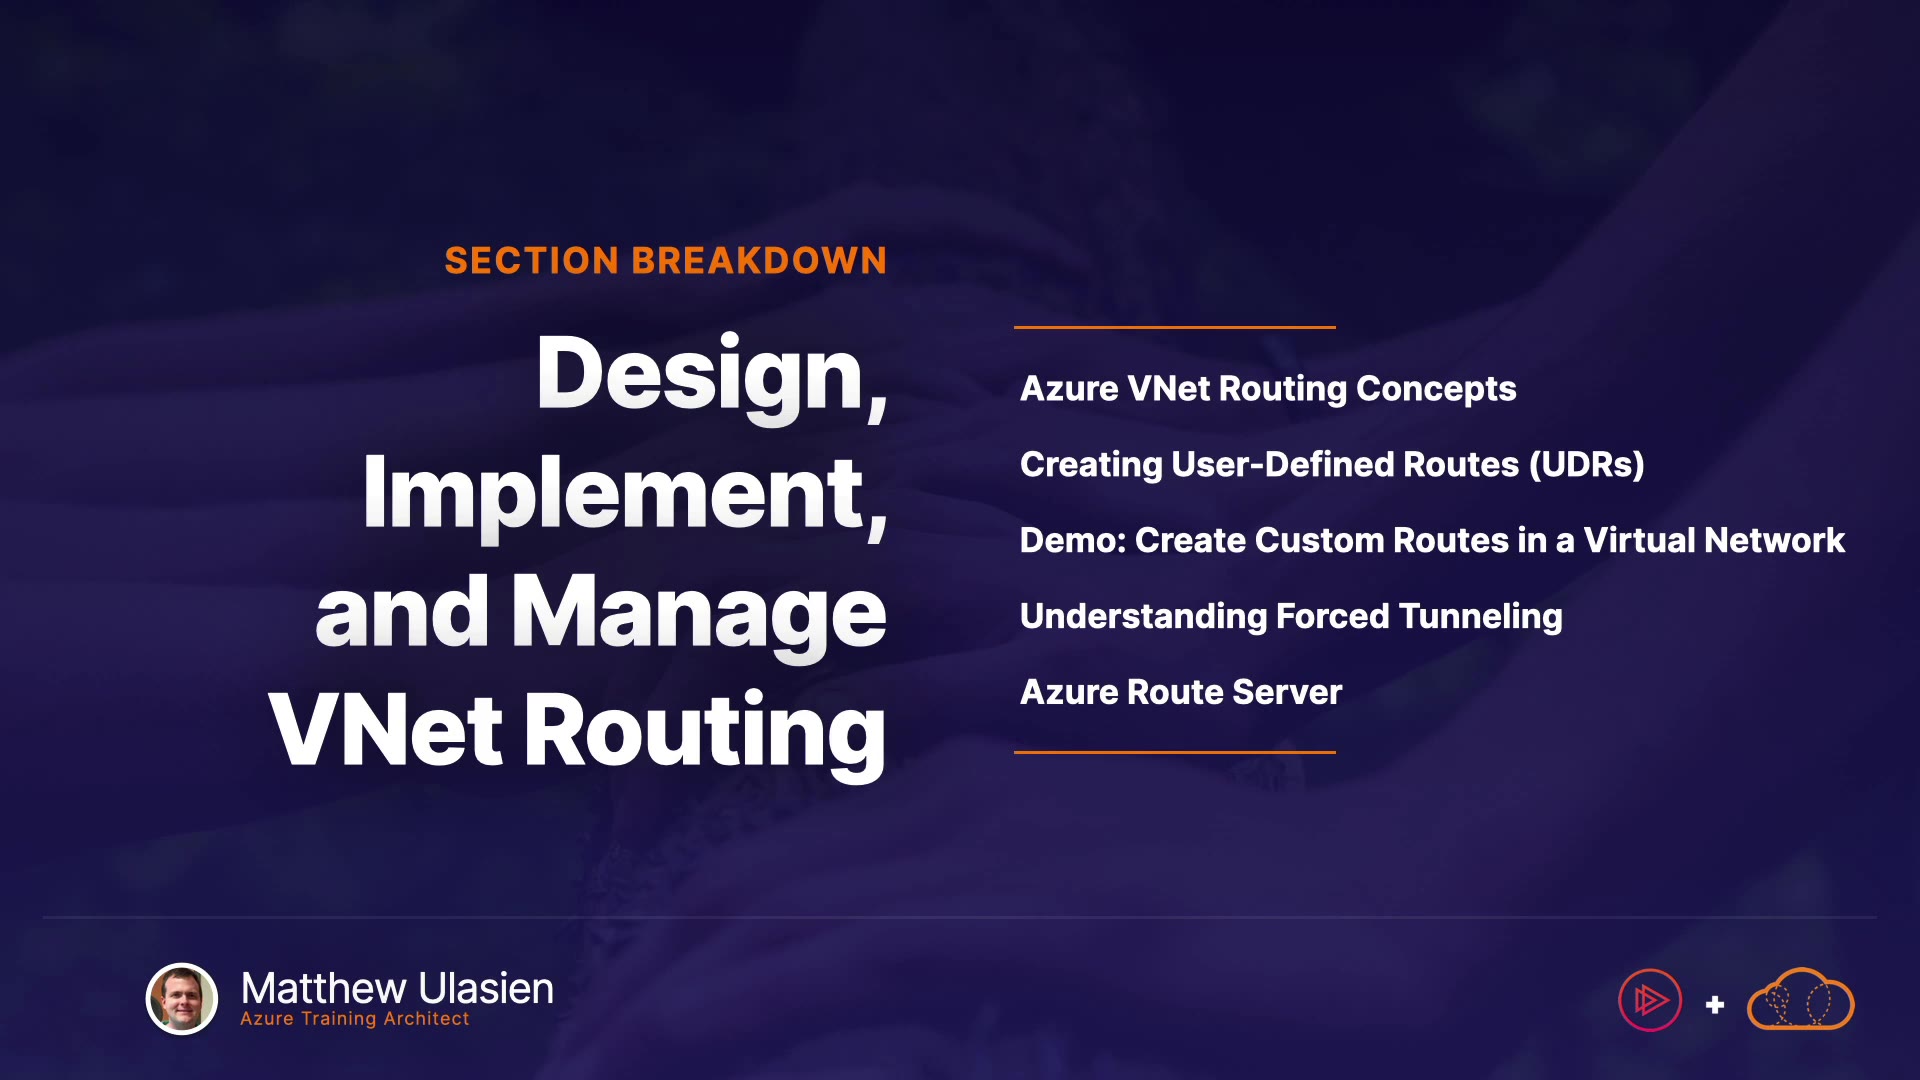 SECTION BREAKDOWN
Design,
Implement,
and Manage
VNet Routing
Azure VNet Routing Concepts
Creating User-Defined Routes (UDRs)
Demo: Create Custom Routes in a Virtual Network
Understanding Forced Tunneling
Azure Route Server
Matthew Ulasien
Azure Training Architect
+